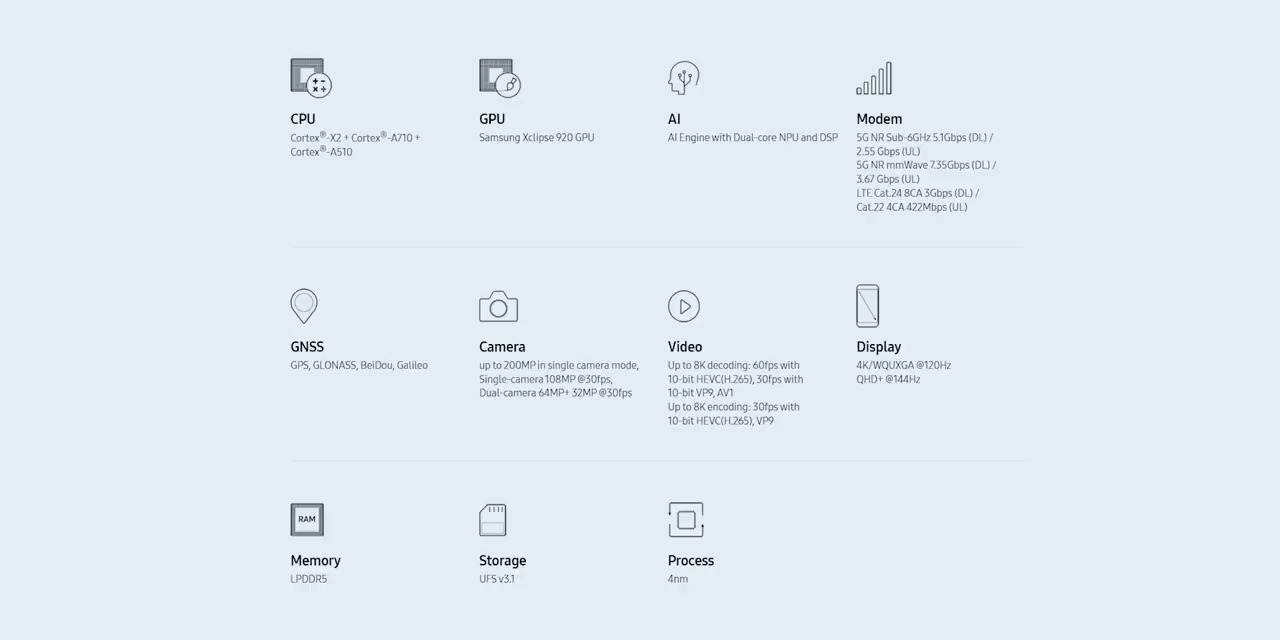 CPU
Cortex®-X2 + Cortex®-A710 +
Cortex®-A510
GPU
Samsung Xclipse 920 GPU
AI
AI Engine with Dual-core NPU and DSP
Modem
5G NR Sub-6GHz 5.1Gbps (DL) /
2.55 Gbps (UL)
5G NR mmWave 7.35Gbps (DL) /
3.67 Gbps (UL)
LTE Cat.24 8CA 3Gbps (DL) /
Cat.22 4CA 422Mbps (UL)
GNSS
GPS, GLONASS, BeiDou, Galileo
Camera
up to 200MP in single camera mode,
Single-camera 108MP @30fps,
Dual-camera 64MP+ 32MP @30fps
Video
Up to 8K decoding: 60fps with
10-bit HEVC(H.265), 30fps with
10-bit VP9, AV1
Up to 8K encoding: 30fps with
10-bit HEVC(H.265), VP9
Display
4K/WQUXGA @120Hz
QHD+ @144Hz
RAM
Memory
LPDDR5
Storage
UFS v3.1
Process
4nm